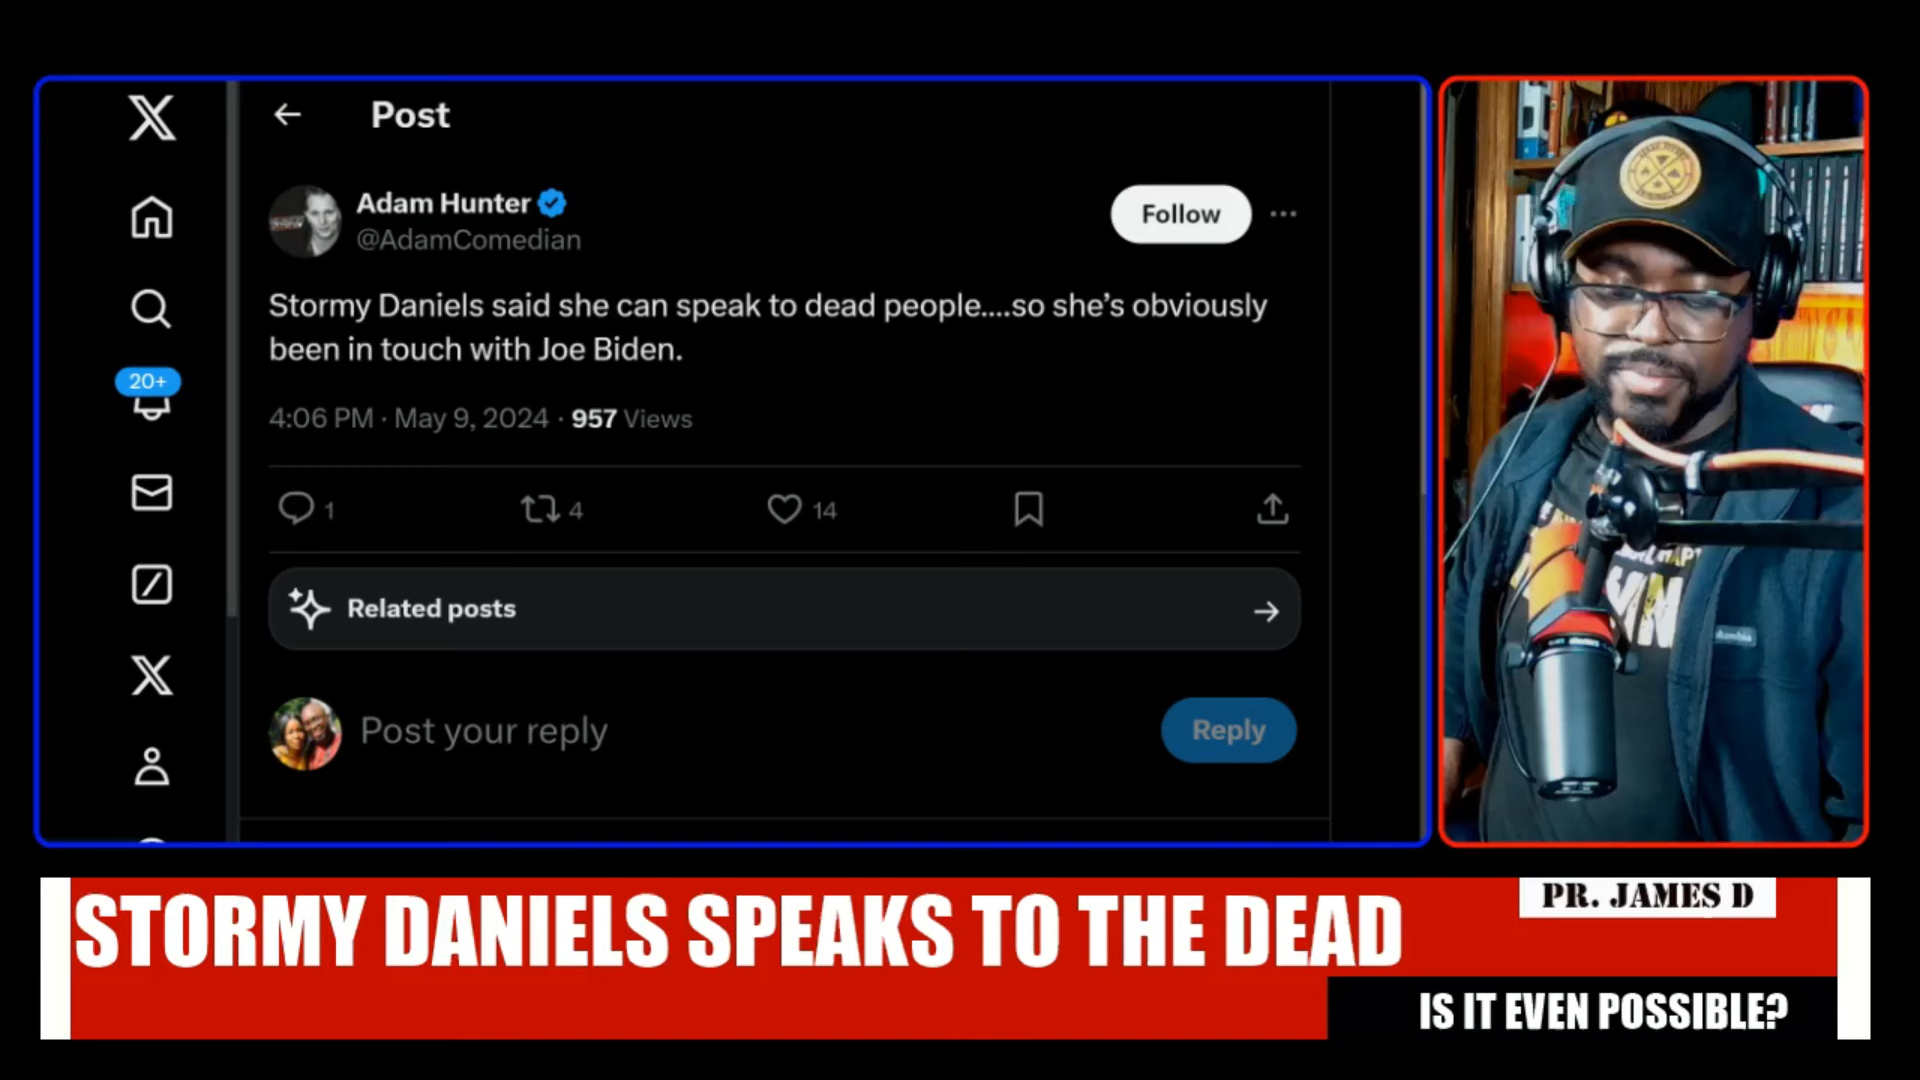 Post
Adam Hunter
@AdamComedian
Follow
Stormy Daniels said she can speak to dead people....so she’s obviously
been in touch with Joe Biden.
20+
4:06 PM · May 9, 2024 · 957 Views
1
4
14
Related posts
Post your reply
Reply
Columbia
STORMY DANIELS SPEAKS TO THE DEAD
PR. JAMES D
IS IT EVEN POSSIBLE?